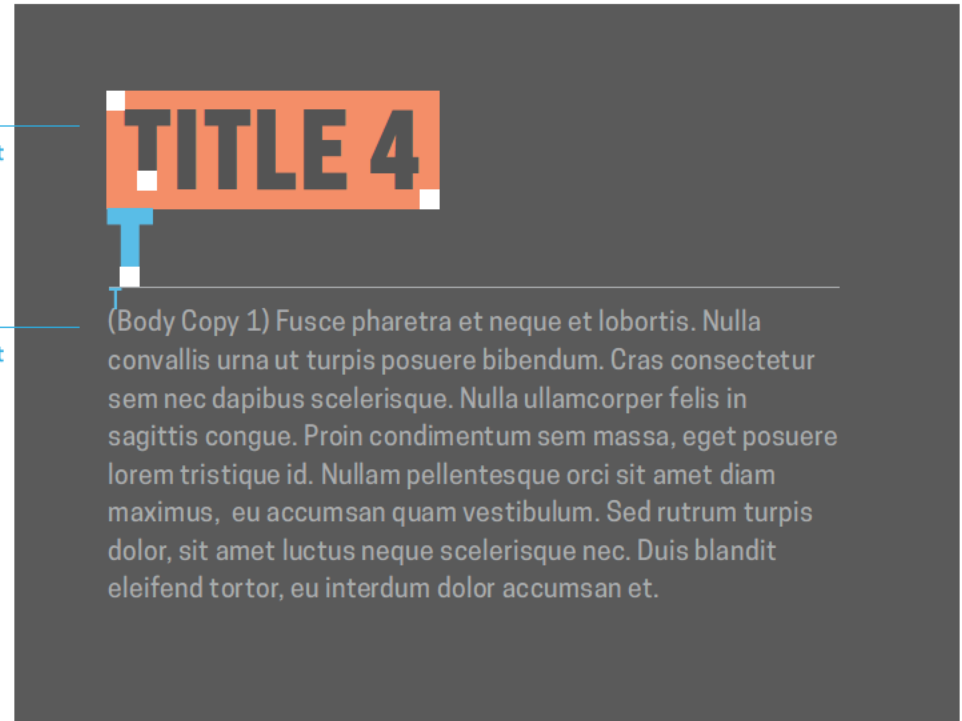 TITLE 4
T
T
t
(Body Copy 1) Fusce pharetra et neque et lobortis. Nulla
t
convallis urna ut turpis posuere bibendum. Cras consectetur
sem nec dapibus scelerisque. Nulla ullamcorper felis in
sagittis congue. Proin condimentum sem massa, eget posuere
lorem tristique id. Nullam pellentesque orci sit amet diam
maximus,  eu accumsan quam vestibulum. Sed rutrum turpis
dolor, sit amet luctus neque scelerisque nec. Duis blandit
eleifend tortor, eu interdum dolor accumsan et.